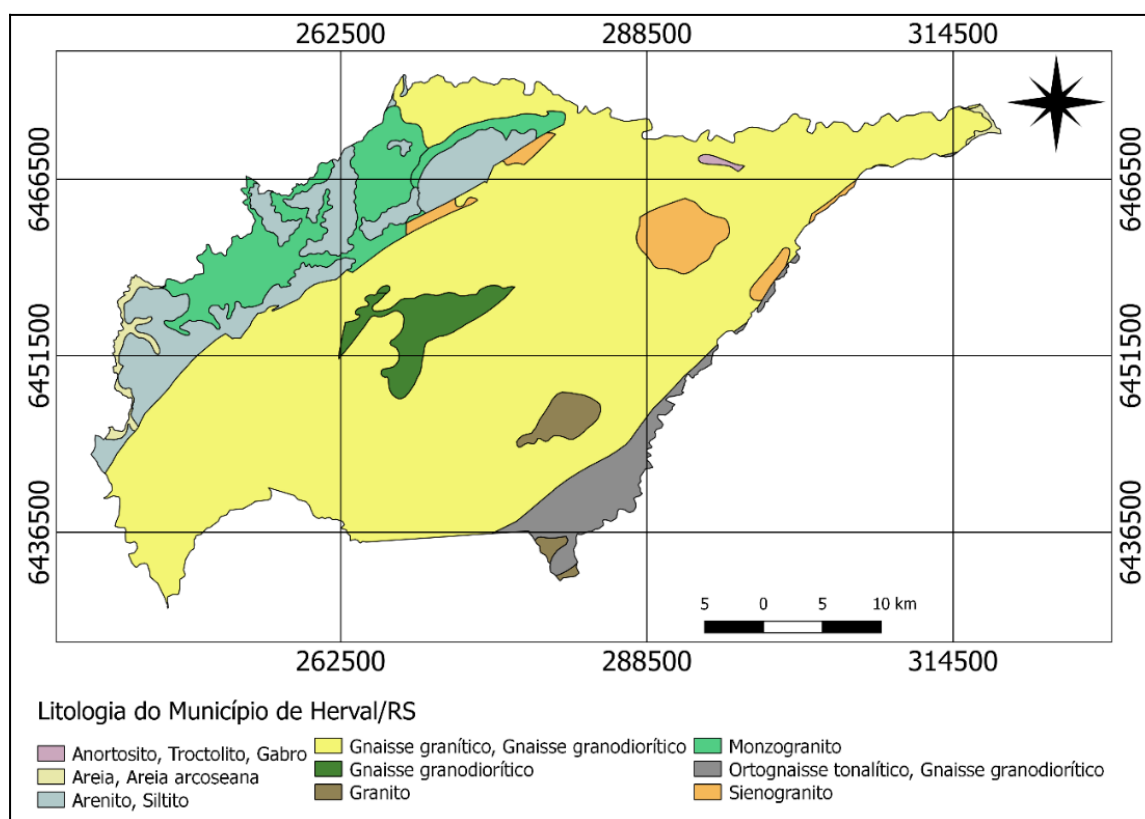 262500 288500 314500
6466500 6466500
6451500 6451500
6436500 6436500
5 0 5 10 km
262500 288500 314500
Litologia do Município de Herval/RS
Anortosito, Troctolito, Gabro
Areia, Areia arcoseana
Arenito, Siltito
Gnaisse granítico, Gnaisse granodiorítico
Gnaisse granodiorítico
Granito
Monzogranito
Ortognaisse tonalítico, Gnaisse granodiorítico
Sienogranito